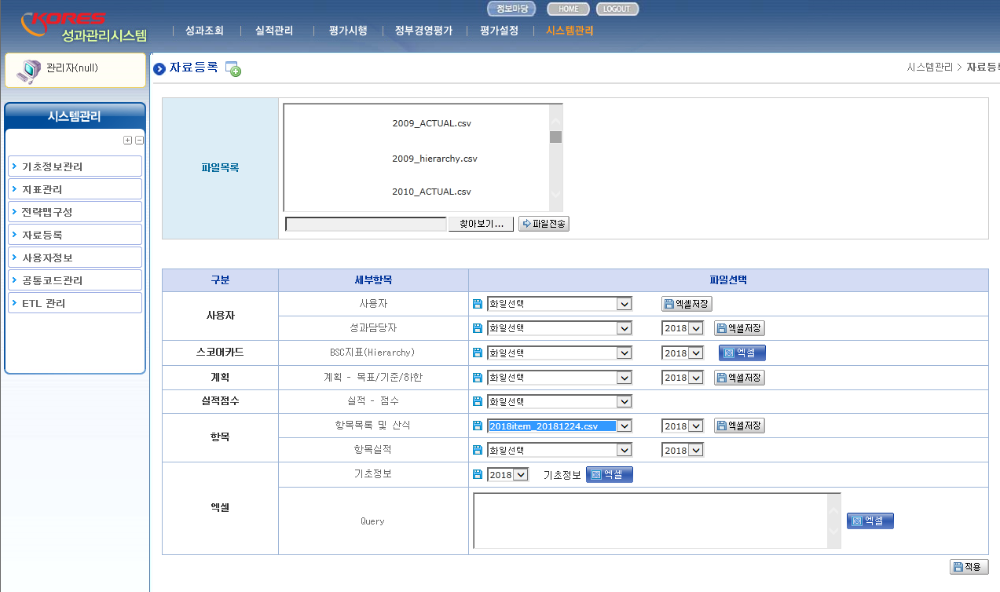 정보마당 HOME LOGOUT
KORES
성과관리시스템
성과조회 실적관리 평가시행 정부경영평가 평가설정 시스템관리
관리자(null)
자료등록
시스템관리 > 자료등록
시스템관리
기초정보관리
지표관리
전략맵구성
자료등록
사용자정보
공통코드관리
ETL 관리
파일목록
2009_ACTUAL.csv
2009_hierarchy.csv
2010_ACTUAL.csv
찾아보기... 파일전송
구분 세부항목 파일선택
사용자
사용자 화일선택 엑셀저장
성과담당자 화일선택 2018 엑셀저장
스코어카드 BSC지표(Hierarchy) 화일선택 2018 엑셀
계획 계획 - 목표/기준/하한 화일선택 2018 엑셀저장
실적점수 실적 - 점수 화일선택
항목
항목목록 및 산식 2018item_20181224.csv 2018 엑셀저장
항목실적 화일선택 2018
엑셀
기초정보 2018 기초정보 엑셀
Query 엑셀
적용